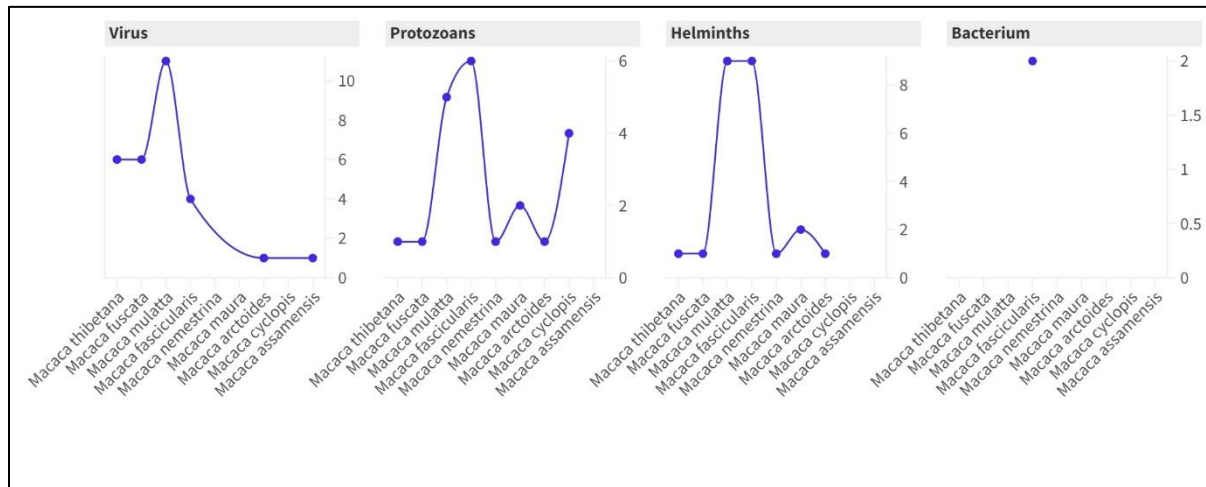 Virus
10
8
6
4
2
0
Macaca thibetana
Macaca fuscata
Macaca mulatta
Macaca fascicularis
Macaca nemestrina
Macaca maura
Macaca arctoides
Macaca cyclopis
Macaca assamensis
Protozoans
6
4
2
0
Macaca thibetana
Macaca fuscata
Macaca mulatta
Macaca fascicularis
Macaca nemestrina
Macaca maura
Macaca arctoides
Macaca cyclopis
Macaca assamensis
Helminths
8
6
4
2
0
Macaca thibetana
Macaca fuscata
Macaca mulatta
Macaca fascicularis
Macaca nemestrina
Macaca maura
Macaca arctoides
Macaca cyclopis
Macaca assamensis
Bacterium
2
1.5
1
0.5
0
Macaca thibetana
Macaca fuscata
Macaca mulatta
Macaca fascicularis
Macaca nemestrina
Macaca maura
Macaca arctoides
Macaca cyclopis
Macaca assamensis